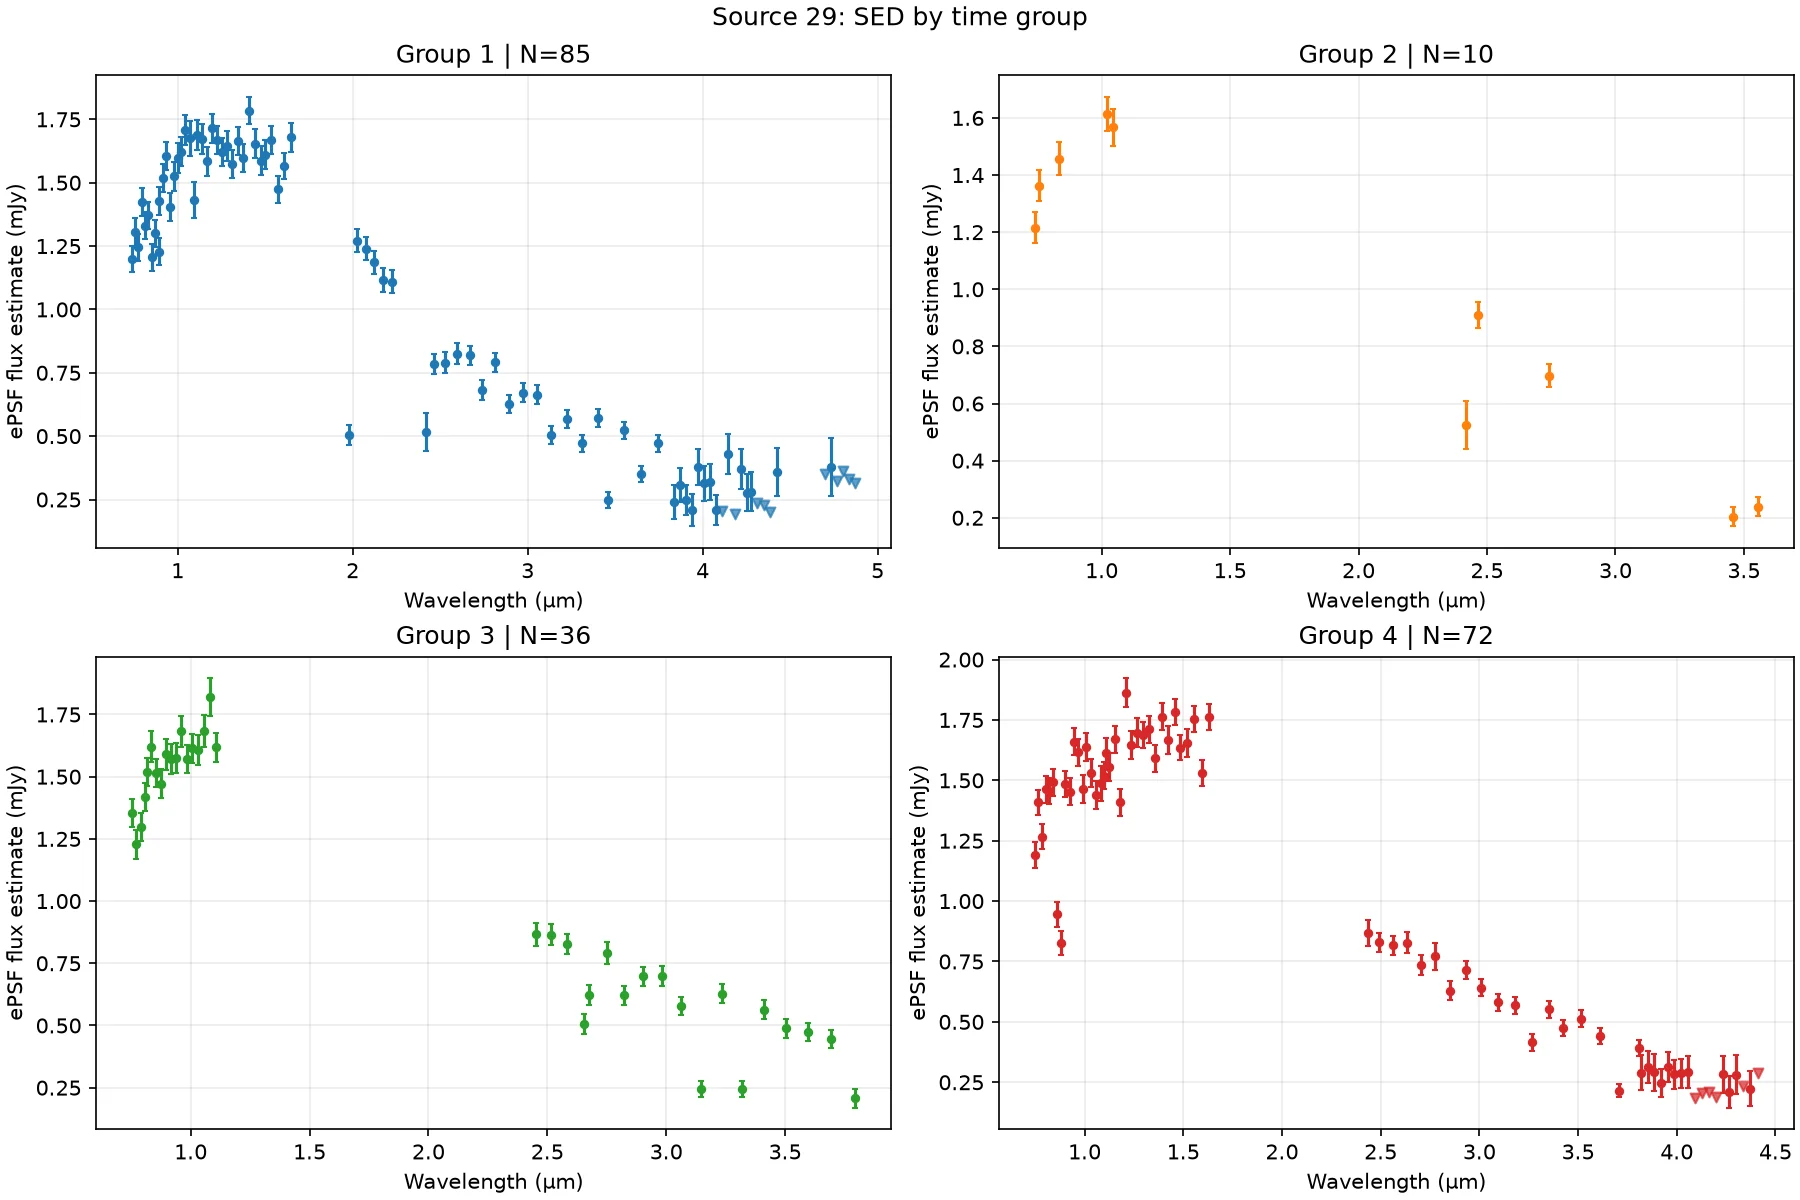 Source 29: SED by time group
Group 1 | N=85
ePSF flux estimate (mJy)
1.75
1.50
1.25
1.00
0.75
0.50
0.25
1 2 3 4 5
Wavelength (µm)
Group 2 | N=10
ePSF flux estimate (mJy)
1.6
1.4
1.2
1.0
0.8
0.6
0.4
0.2
1.0 1.5 2.0 2.5 3.0 3.5
Wavelength (µm)
Group 3 | N=36
ePSF flux estimate (mJy)
1.75
1.50
1.25
1.00
0.75
0.50
0.25
1.0 1.5 2.0 2.5 3.0 3.5
Wavelength (µm)
Group 4 | N=72
ePSF flux estimate (mJy)
2.00
1.75
1.50
1.25
1.00
0.75
0.50
0.25
1.0 1.5 2.0 2.5 3.0 3.5 4.0 4.5
Wavelength (µm)